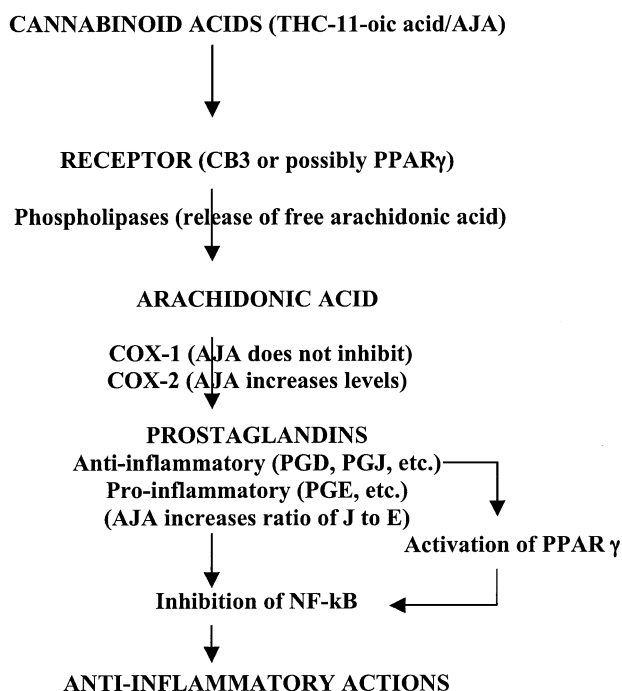 CANNABINOID ACIDS (THC-11-oic acid/AJA)
RECEPTOR (CB3 or possibly PPARγ)
Phospholipases (release of free arachidonic acid)
ARACHIDONIC ACID
COX-1 (AJA does not inhibit)
COX-2 (AJA increases levels)
PROSTAGLANDINS
Anti-inflammatory (PGD, PGJ, etc.)
Pro-inflammatory (PGE, etc.)
(AJA increases ratio of J to E)
Activation of PPAR γ
Inhibition of NF-kB
ANTI-INFLAMMATORY ACTIONS